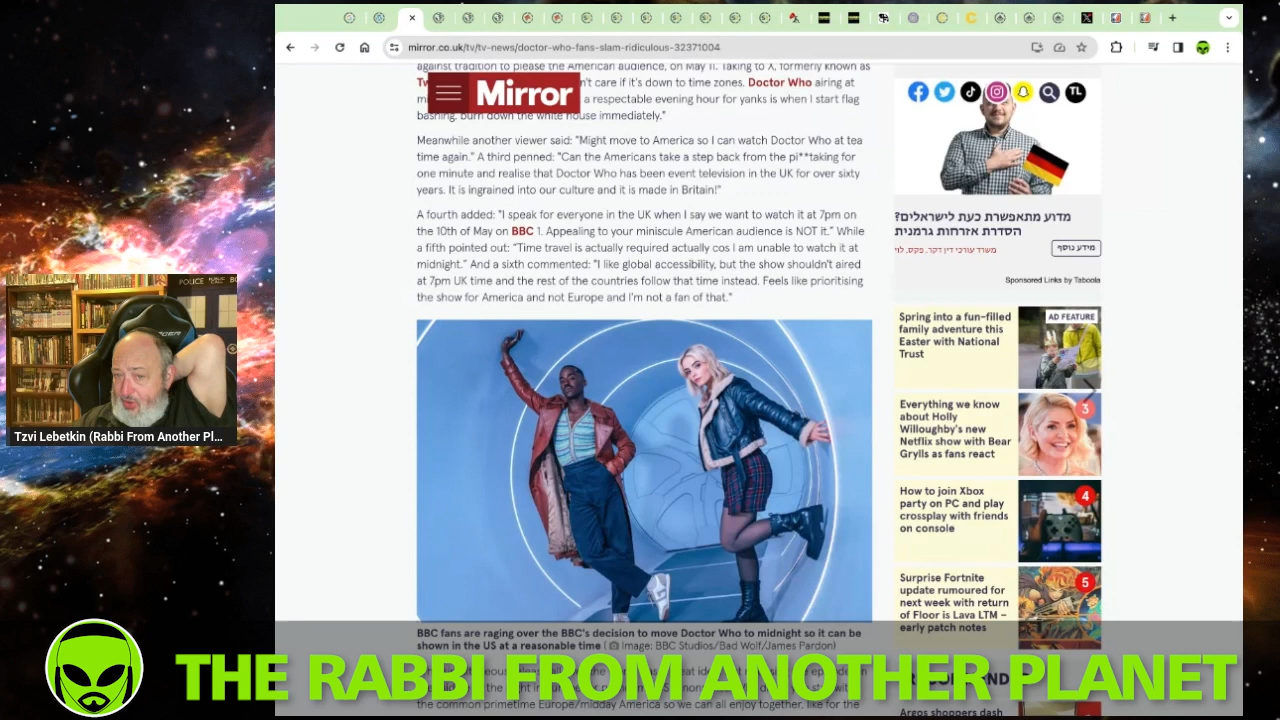 mirror.co.uk/tv/tv-news/doctor-who-fans-slam-ridiculous-32371004
against tradition to please the American audience, on May 11. Taking to X, formerly known as
Tw n't care if it's down to time zones. Doctor Who airing at
mi a respectable evening hour for yanks is when I start flag
bashing, burn down the white house immediately."
Mirror
Meanwhile another viewer said: "Might move to America so I can watch Doctor Who at tea
time again." A third penned: "Can the Americans take a step back from the pi**taking for
one minute and realise that Doctor Who has been event television in the UK for over sixty
years. It is ingrained into our culture and it is made in Britain!"
A fourth added: "I speak for everyone in the UK when I say we want to watch it at 7pm on
the 10th of May on BBC 1. Appealing to your miniscule American audience is NOT it." While
a fifth pointed out: "Time travel is actually required actually cos I am unable to watch it at
midnight." And a sixth commented: "I like global accessibility, but the show shouldn't aired
at 7pm UK time and the rest of the countries follow that time instead. Feels like prioritising
the show for America and not Europe and I'm not a fan of that."
BBC fans are raging over the BBC's decision to move Doctor Who to midnight so it can be
shown in the US at a reasonable time ( Image: BBC Studios/Bad Wolf/James Pardon)
the common primetime Europe/midday America so we can all enjoy together, like for the
TL
מדוע מתאפשרת כעת לישראלים?
הסדרת אזרחות גרמנית
משרד עורכי דין דקר, פקס, לוי
מידע נוסף
Sponsored Links by Taboola
Spring into a fun-filled
family adventure this
Easter with National
Trust
AD FEATURE
Everything we know
about Holly
Willoughby's new
Netflix show with Bear
Grylls as fans react
3
How to join Xbox
party on PC and play
crossplay with friends
on console
4
Surprise Fortnite
update rumoured for
next week with return
of Floor is Lava LTM –
early patch notes
5
Argos shoppers dash
POLICE
Tzvi Lebetkin (Rabbi From Another Pl...
THE RABBI FROM ANOTHER PLANET